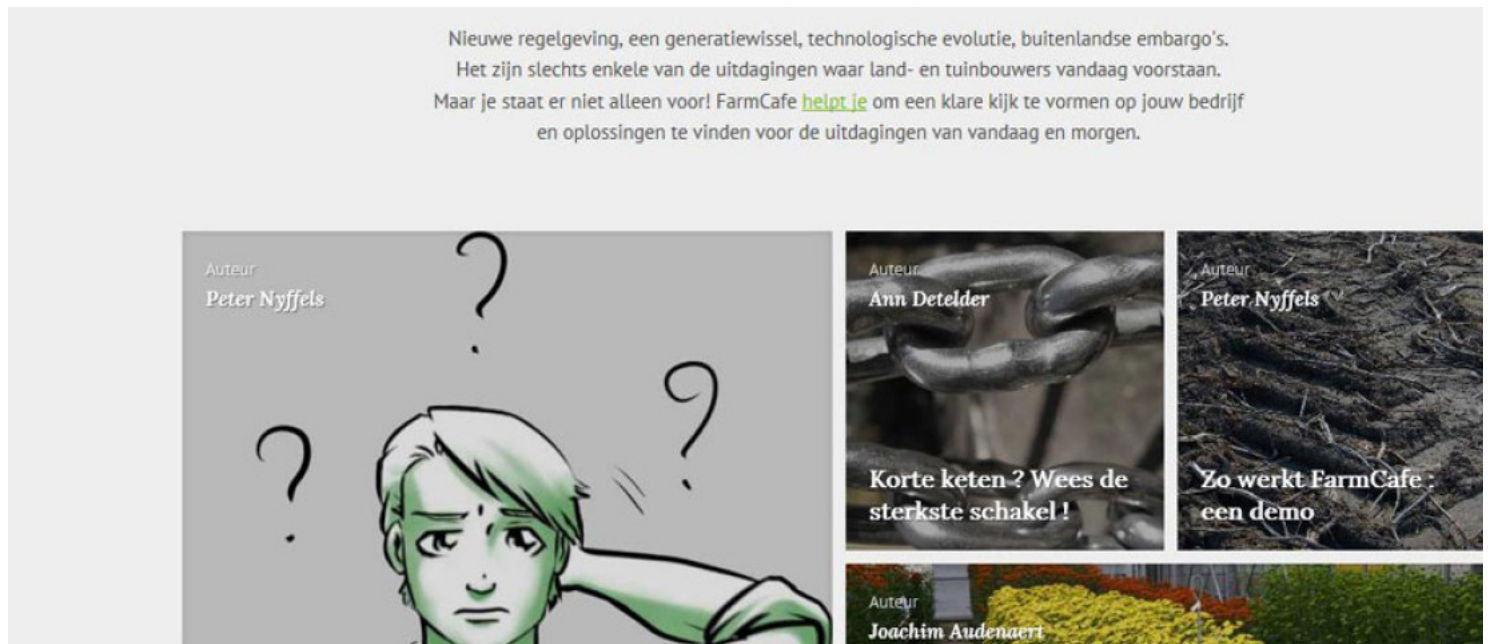 Nieuwe regelgeving, een generatiewissel, technologische evolutie, buitenlandse embargo's.
Het zijn slechts enkele van de uitdagingen waar land- en tuinbouwers vandaag voorstaan.
Maar je staat er niet alleen voor! FarmCafe helpt je om een klare kijk te vormen op jouw bedrijf
en oplossingen te vinden voor de uitdagingen van vandaag en morgen.
Auteur
Peter Nyffels
Auteur
Ann Detelder
Korte keten ? Wees de
sterkste schakel !
Auteur
Peter Nyffels
Zo werkt FarmCafe :
een demo
Auteur
Joachim Audenaert